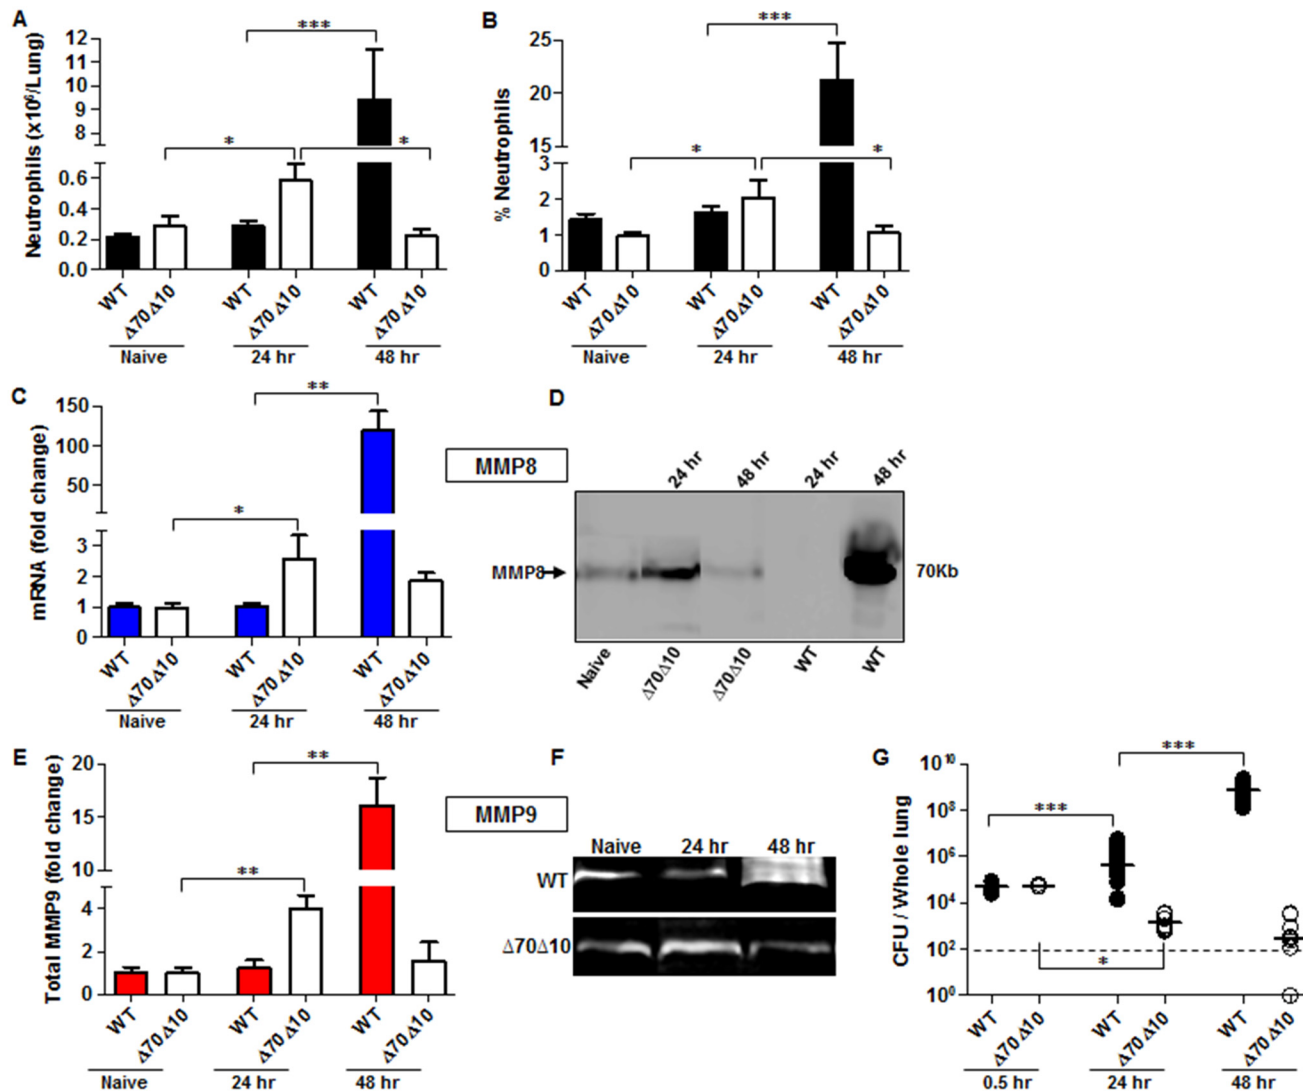 A
Neutrophils (x10⁶/Lung)
12
11
10
9
8
0.6
0.4
0.2
0.0
***
*
*
WT
Δ70Δ10
WT
Δ70Δ10
WT
Δ70Δ10
Naive
24 hr
48 hr
B
% Neutrophils
25
20
15
3
2
1
0
***
*
*
WT
Δ70Δ10
WT
Δ70Δ10
WT
Δ70Δ10
Naive
24 hr
48 hr
C
mRNA (fold change)
150
100
50
3
2
1
0
**
*
WT
Δ70Δ10
WT
Δ70Δ10
WT
Δ70Δ10
Naive
24 hr
48 hr
MMP8
D
24 hr
48 hr
24 hr
48 hr
MMP8
70Kb
Naive
Δ70Δ10
Δ70Δ10
WT
WT
E
Total MMP9 (fold change)
20
15
10
4
2
0
**
**
WT
Δ70Δ10
WT
Δ70Δ10
WT
Δ70Δ10
Naive
24 hr
48 hr
MMP9
F
Naive
24 hr
48 hr
WT
Δ70Δ10
G
CFU / Whole lung
10¹⁰
10⁸
10⁶
10⁴
10²
10⁰
***
***
*
WT
Δ70Δ10
WT
Δ70Δ10
WT
Δ70Δ10
0.5 hr
24 hr
48 hr